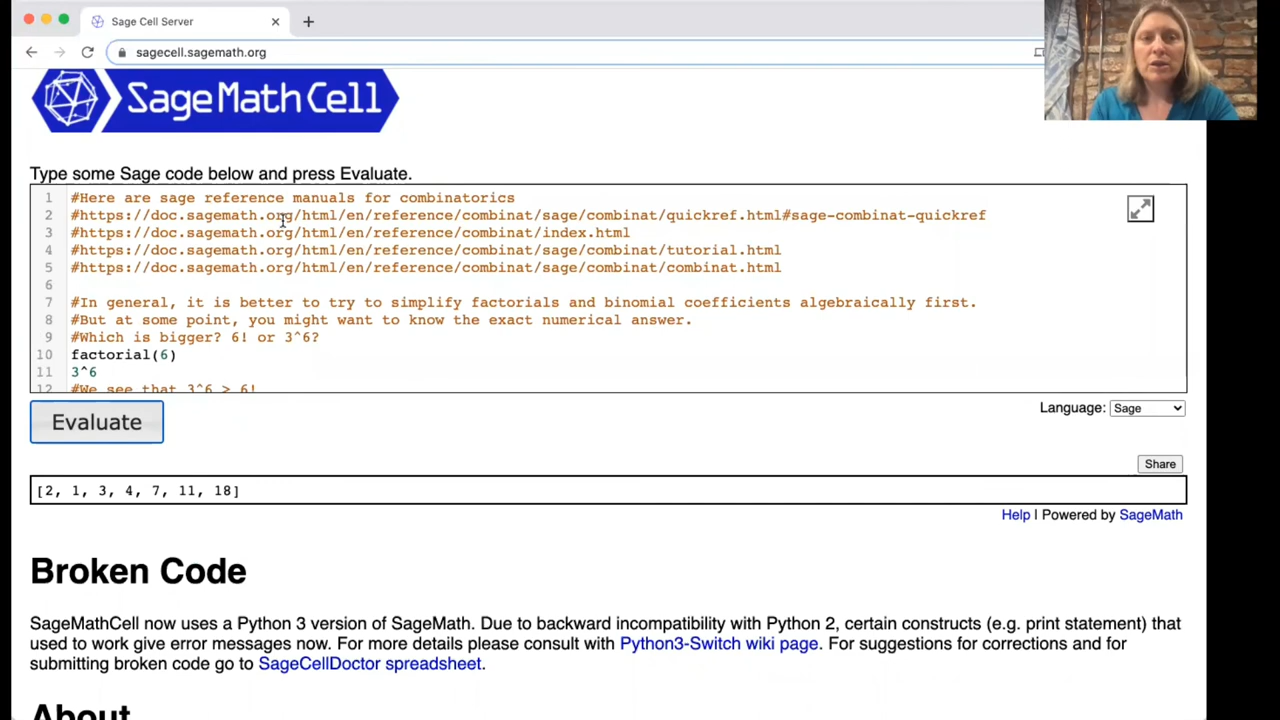 Sage Cell Server
sagecell.sagemath.org
SageMathCell
Type some Sage code below and press Evaluate.
1 #Here are sage reference manuals for combinatorics
2 #https://doc.sagemath.org/html/en/reference/combinat/sage/combinat/quickref.html#sage-combinat-quickref
3 #https://doc.sagemath.org/html/en/reference/combinat/index.html
4 #https://doc.sagemath.org/html/en/reference/combinat/sage/combinat/tutorial.html
5 #https://doc.sagemath.org/html/en/reference/combinat/sage/combinat/combinat.html
6
7 #In general, it is better to try to simplify factorials and binomial coefficients algebraically first.
8 #But at some point, you might want to know the exact numerical answer.
9 #Which is bigger? 6! or 3^6?
10 factorial(6)
11 3^6
12 #We see that 3^6 > 6!
Evaluate
Language: Sage
Share
[2, 1, 3, 4, 7, 11, 18]
Help | Powered by SageMath
Broken Code
SageMathCell now uses a Python 3 version of SageMath. Due to backward incompatibility with Python 2, certain constructs (e.g. print statement) that
used to work give error messages now. For more details please consult with Python3-Switch wiki page. For suggestions for corrections and for
submitting broken code go to SageCellDoctor spreadsheet.
About